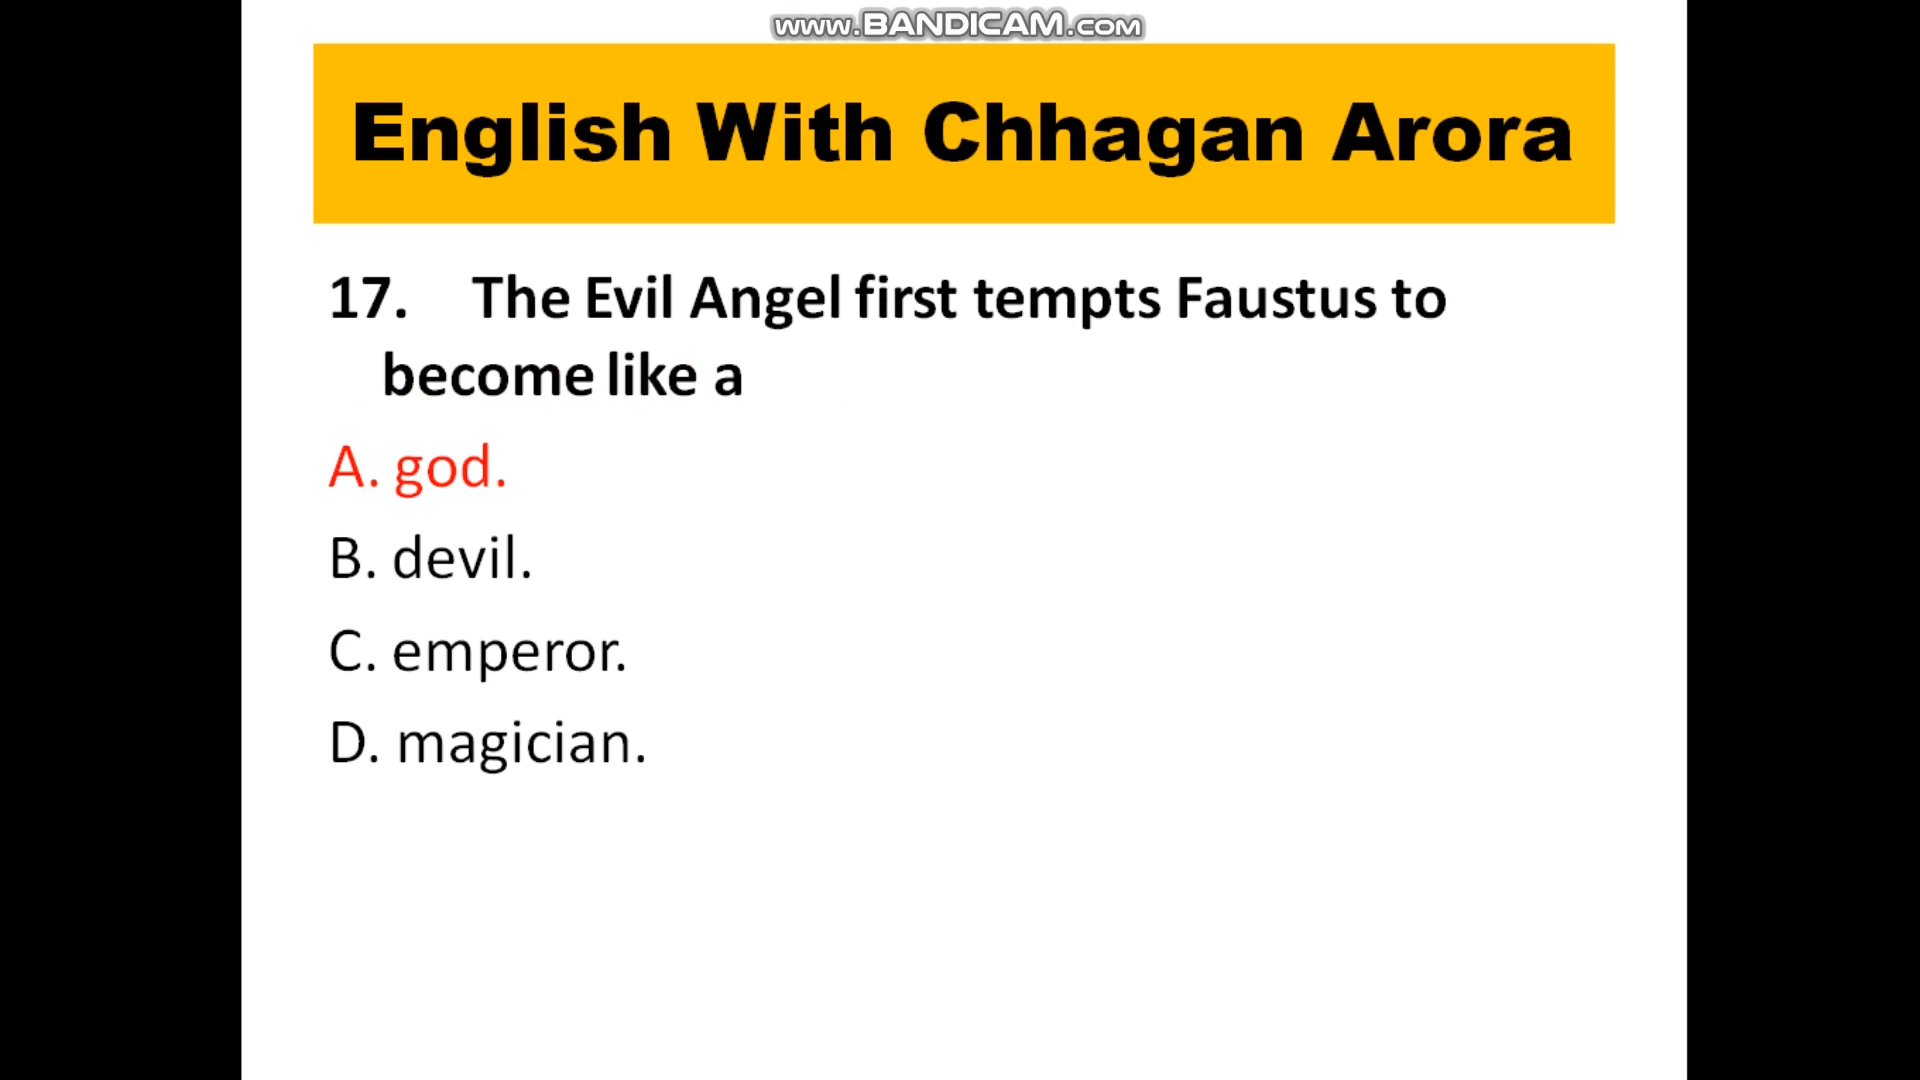 www.BANDICAM.com
English With Chhagan Arora
17. The Evil Angel first tempts Faustus to
become like a
A. god.
B. devil.
C. emperor.
D. magician.